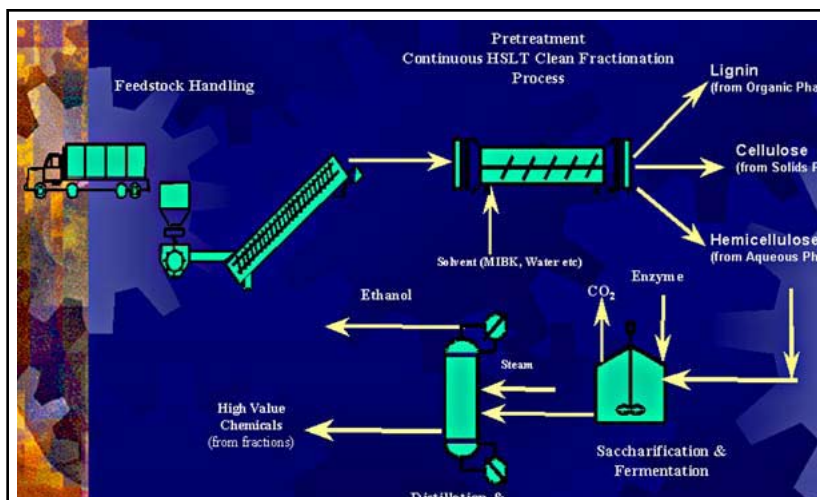 Pretreatment
Continuous HSLT Clean Fractionation
Process
Feedstock Handling
Lignin
(from Organic Pha
Cellulose
(from Solids P
Hemicellulose
(from Aqueous Ph
Solvent (MIBK, Water etc)
Enzyme
CO2
Ethanol
Steam
High Value
Chemicals
(from fractions)
Saccharification &
Fermentation
Distillation &